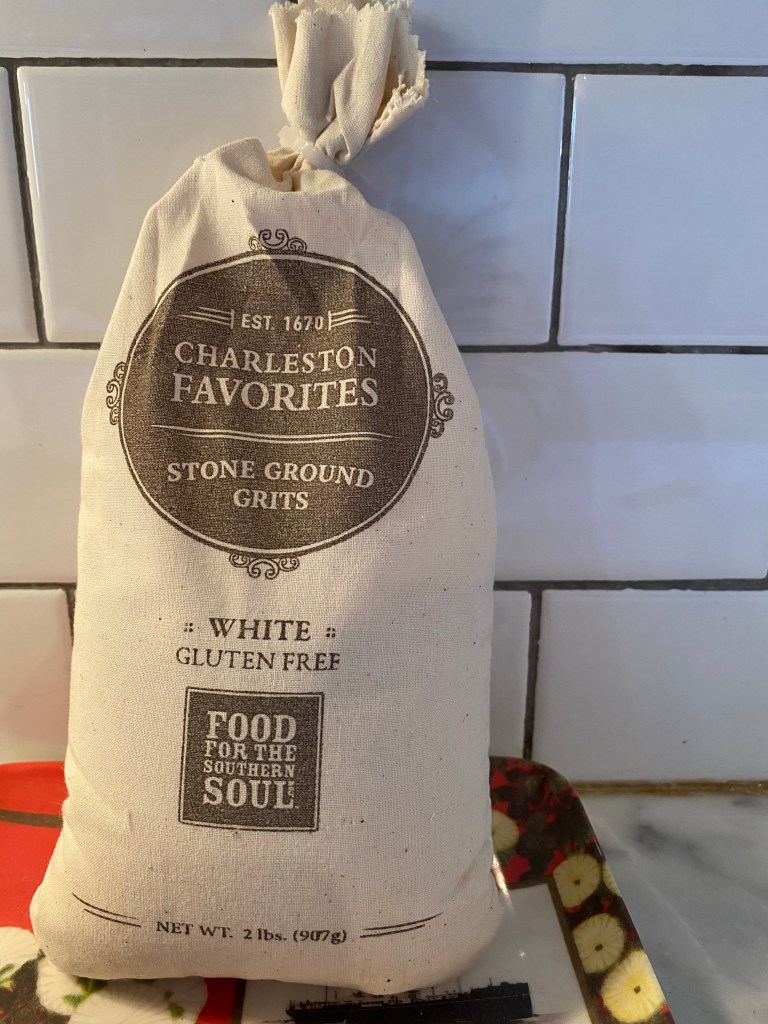 EST. 1670
CHARLESTON
FAVORITES
STONE GROUND
GRITS
WHITE
GLUTEN FREE
FOOD
FOR THE
SOUTHERN
SOUL
NET WT. 2 lbs. (907g)